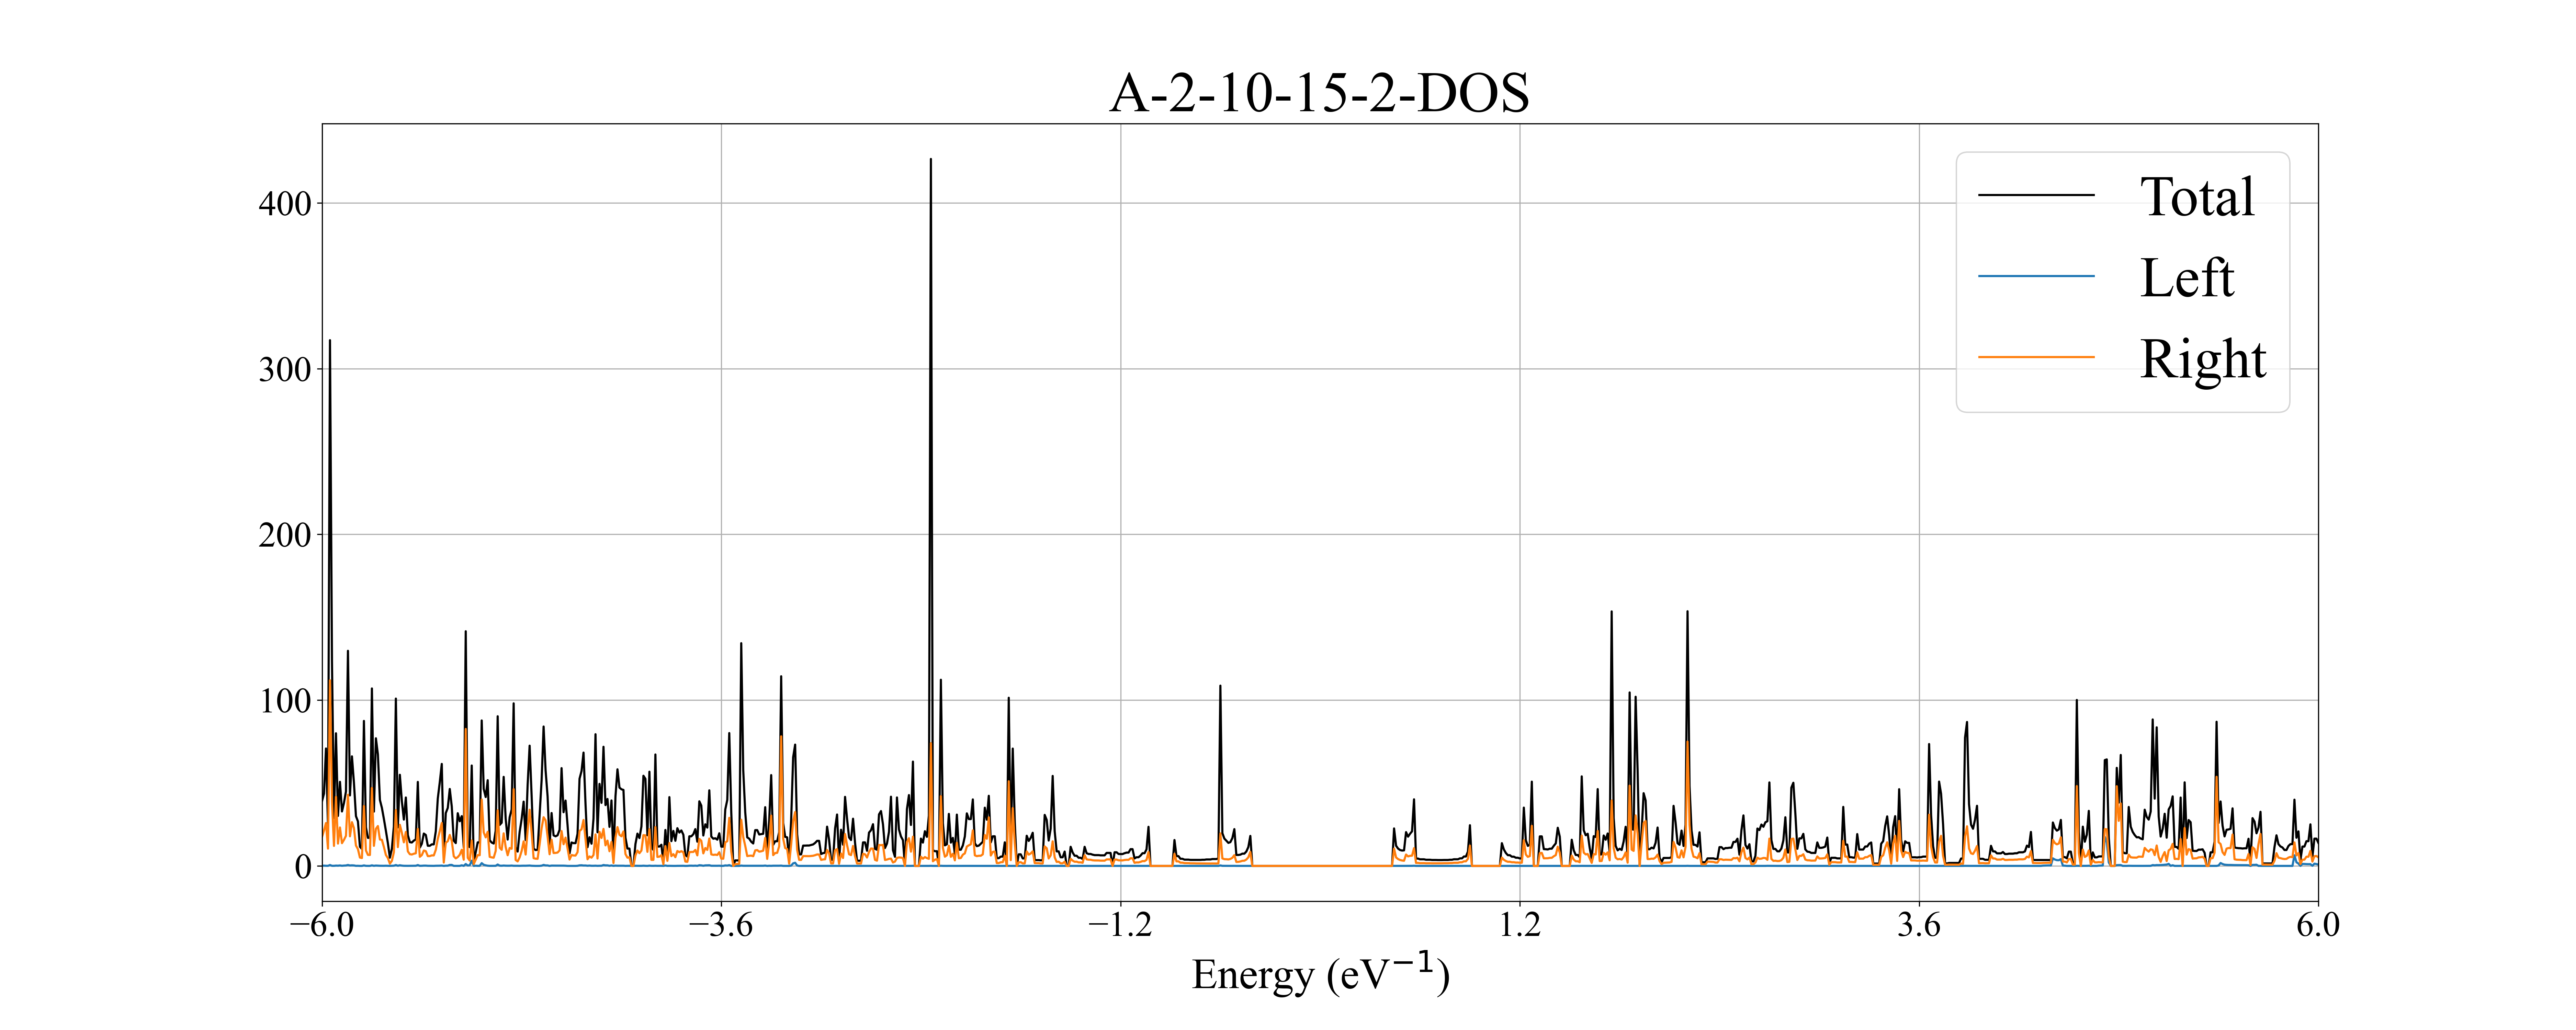 A-2-10-15-2-DOS
400
300
200
100
0
−6.0
−3.6
−1.2
1.2
3.6
6.0
Energy (eV⁻¹)
Total
Left
Right